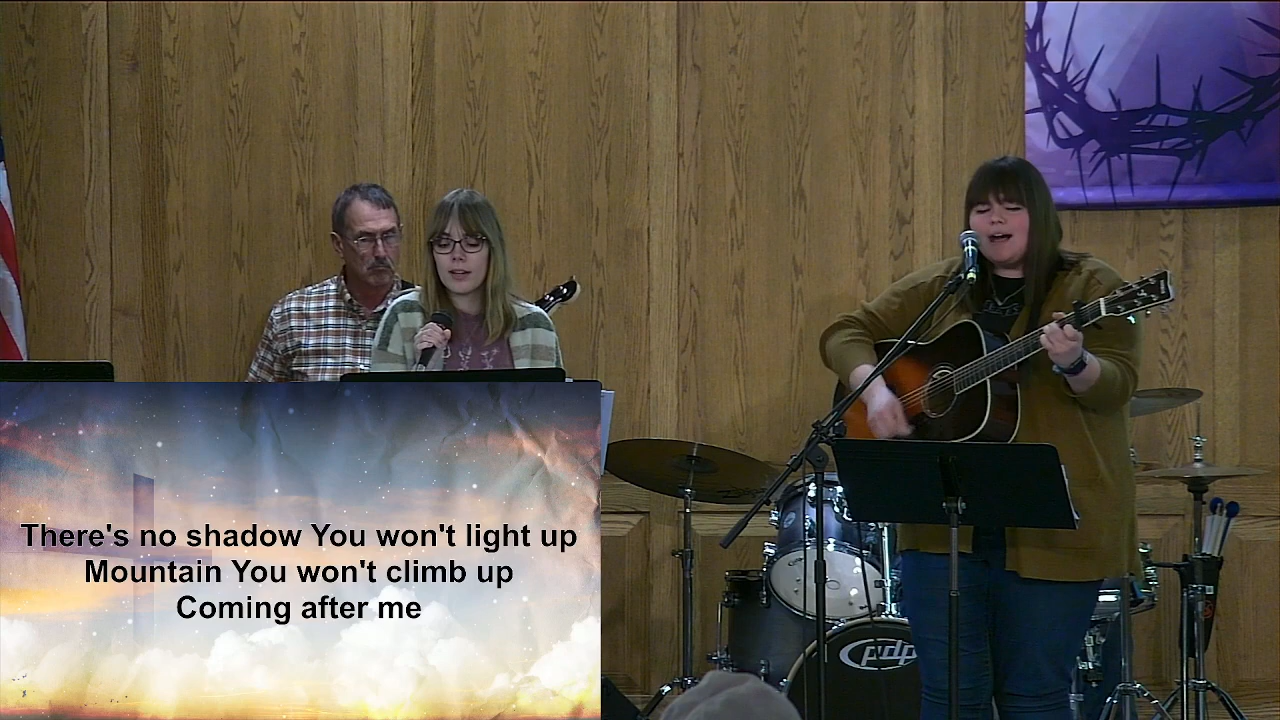 There's no shadow You won't light up
Mountain You won't climb up
Coming after me
pdp